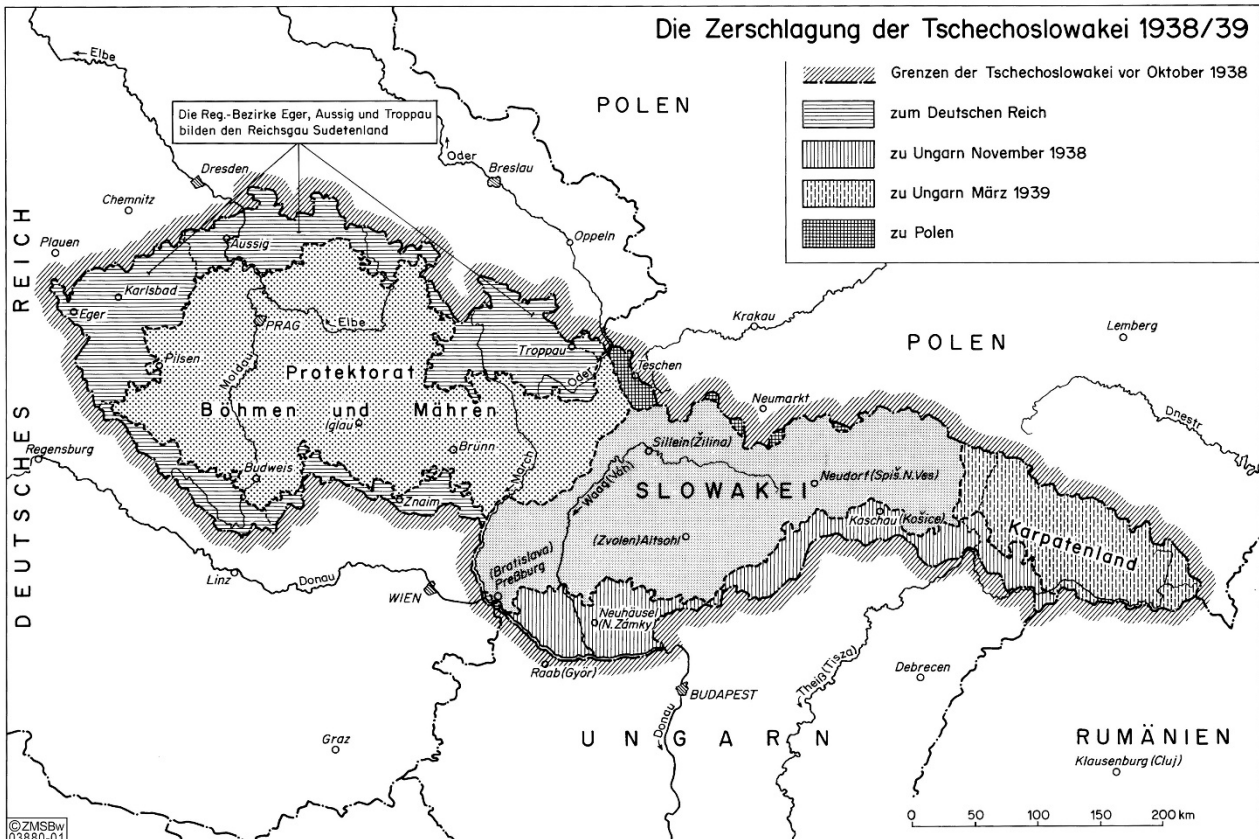 Die Zerschlagung der Tschechoslowakei 1938/39
Grenzen der Tschechoslowakei vor Oktober 1938
zum Deutschen Reich
zu Ungarn November 1938
zu Ungarn März 1939
zu Polen
Die Reg.-Bezirke Eger, Aussig und Troppau
bilden den Reichsgau Sudetenland
Elbe
POLEN
Oder
Dresden
Breslau
Chemnitz
Plauen
Aussig
Oppeln
DEUTSCHES REICH
Karlsbad
Eger
PRAG
Elbe
Krakau
Lemberg
Troppau
POLEN
Pilsen
Moldau
Protektorat
Oder
Teschen
Böhmen und Mähren
Iglau
Neumarkt
Dnestr
Regensburg
Brünn
Sillein (Žilina)
Budweis
March
Waag (Váh)
Neudorf (Spiš. N. Ves)
SLOWAKEI
Znaim
Kaschau (Košice)
(Zvolen) Altsohl
Karpatenland
Linz
Donau
WIEN
(Bratislava)
Preßburg
Neuhäusel
(N. Zámky)
Raab (Györ)
Theiß (Tisza)
Debrecen
BUDAPEST
Donau
UNGARN
RUMÄNIEN
Graz
Klausenburg (Cluj)
0 50 100 150 200 km
©ZMSBw
03880-01